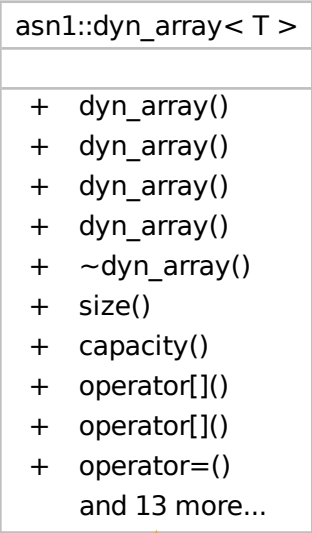 asn1::dyn_array< T >
+ dyn_array()
+ dyn_array()
+ dyn_array()
+ dyn_array()
+ ~dyn_array()
+ size()
+ capacity()
+ operator[]()
+ operator[]()
+ operator=()
and 13 more...